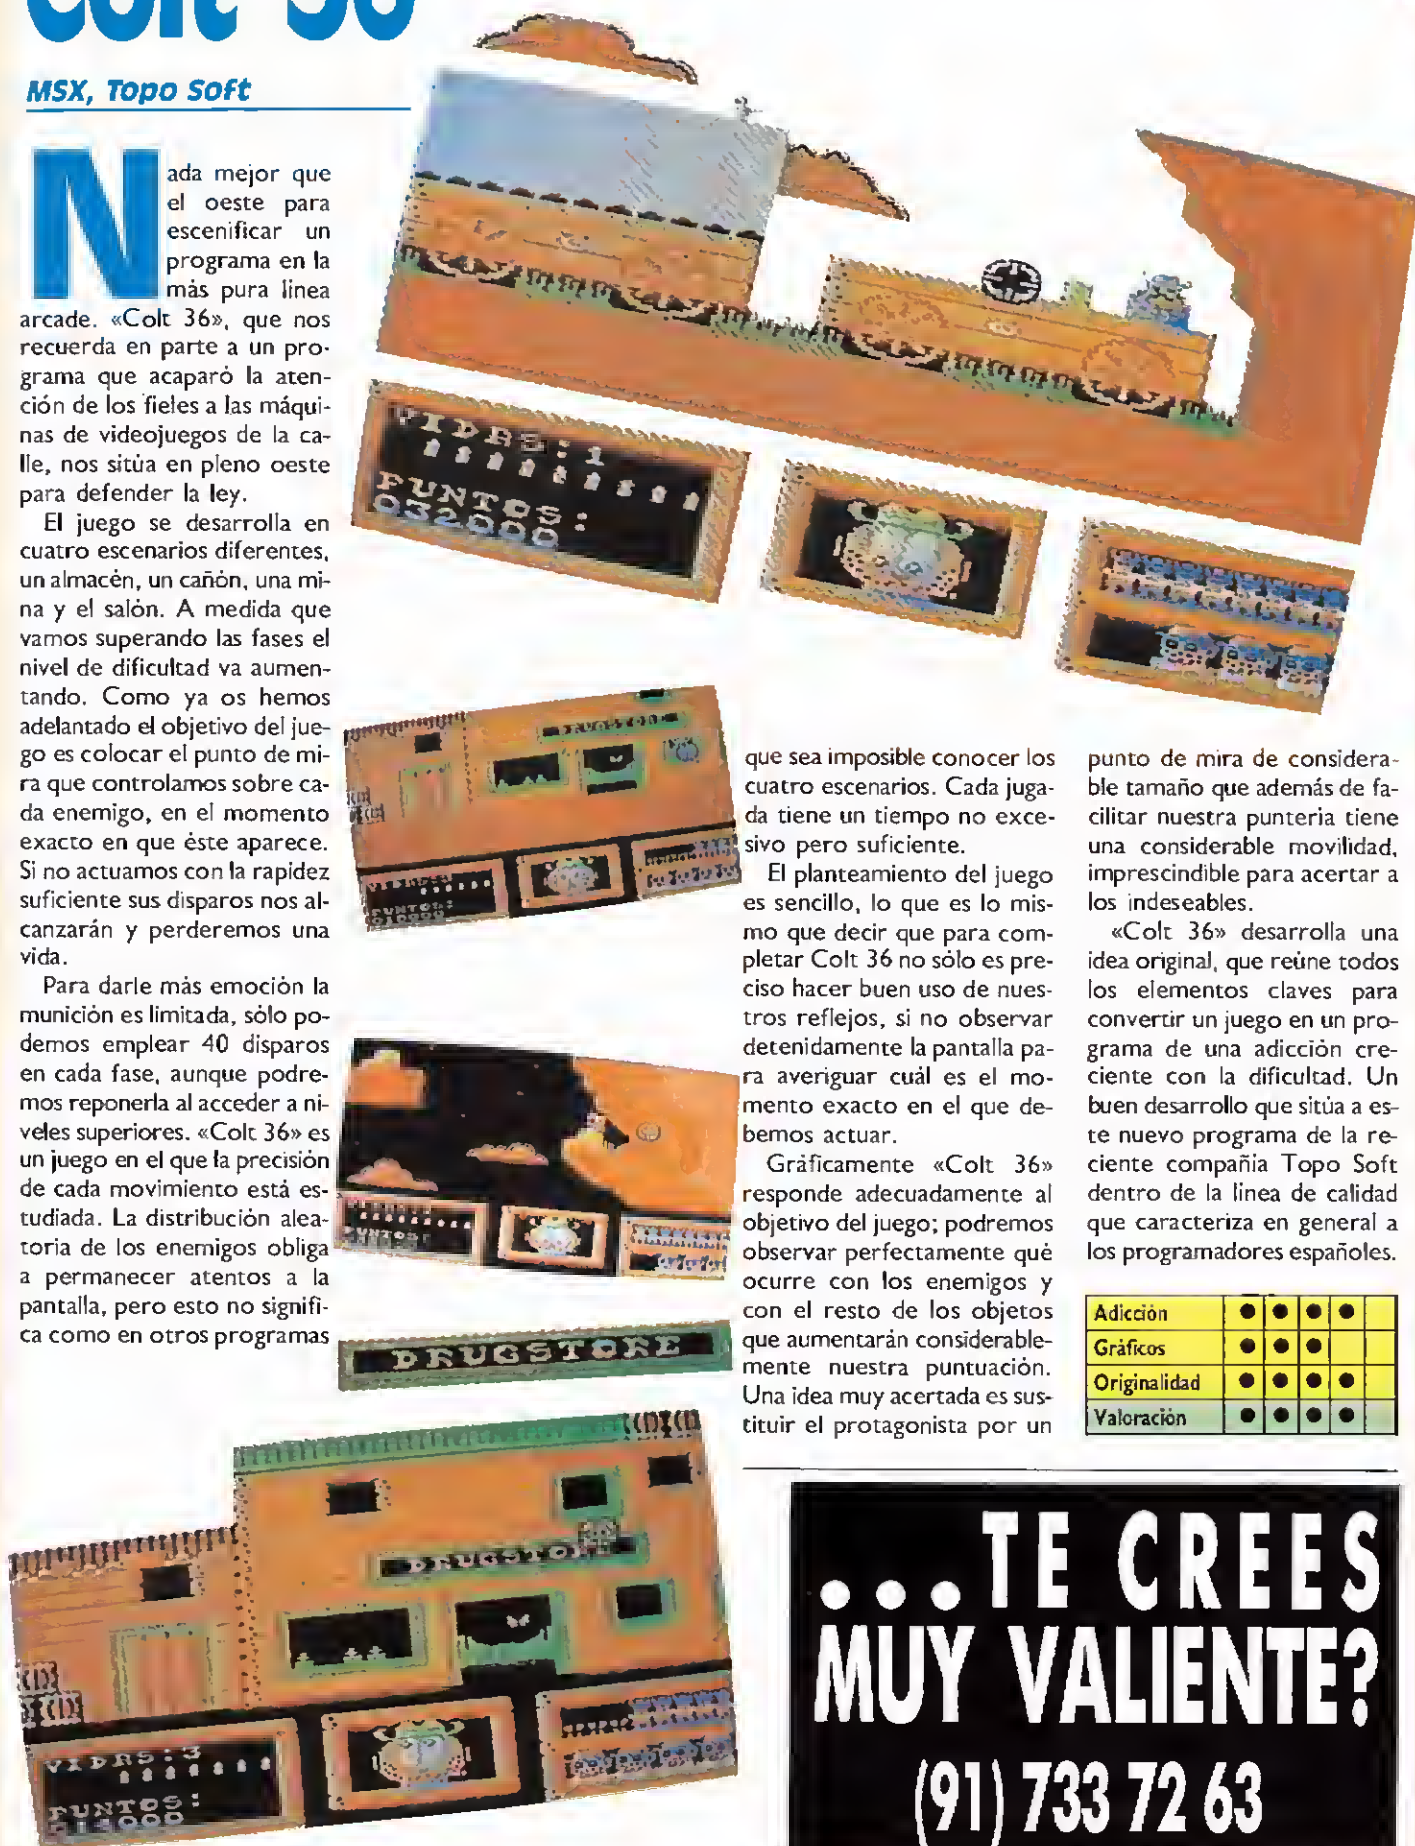 Colt 36
MSX, Topo Soft
Nada mejor que
el oeste para
escenificar un
programa en la
más pura linea
arcade. «Colt 36», que nos
recuerda en parte a un pro-
grama que acaparó la aten-
ción de los fieles a las máqui-
nas de videojuegos de la ca-
lle, nos sitúa en pleno oeste
para defender la ley.
El juego se desarrolla en
cuatro escenarios diferentes,
un almacén, un cañón, una mi-
na y el salón. A medida que
vamos superando las fases el
nivel de dificultad va aumen-
tando. Como ya os hemos
adelantado el objetivo del jue-
go es colocar el punto de mi-
ra que controlamos sobre ca-
da enemigo, en el momento
exacto en que éste aparece.
Si no actuamos con la rapidez
suficiente sus disparos nos al-
canzarán y perderemos una
vida.
Para darle más emoción la
munición es limitada, sólo po-
demos emplear 40 disparos
en cada fase, aunque podre-
mos reponerla al acceder a ni-
veles superiores. «Colt 36» es
un juego en el que la precisión
de cada movimiento está es-
tudiada. La distribución alea-
toria de los enemigos obliga
a permanecer atentos a la
pantalla, pero esto no signifi-
ca como en otros programas
que sea imposible conocer los
cuatro escenarios. Cada juga-
da tiene un tiempo no exce-
sivo pero suficiente.
El planteamiento del juego
es sencillo, lo que es lo mis-
mo que decir que para com-
pletar Colt 36 no sólo es pre-
ciso hacer buen uso de nues-
tros reflejos, si no observar
detenidamente la pantalla pa-
ra averiguar cuál es el mo-
mento exacto en el que de-
bemos actuar.
Gráficamente «Colt 36»
responde adecuadamente al
objetivo del juego; podremos
observar perfectamente qué
ocurre con los enemigos y
con el resto de los objetos
que aumentarán considerable-
mente nuestra puntuación.
Una idea muy acertada es sus-
tituir el protagonista por un
punto de mira de considera-
ble tamaño que además de fa-
cilitar nuestra punteria tiene
una considerable movilidad,
imprescindible para acertar a
los indeseables.
«Colt 36» desarrolla una
idea original, que reúne todos
los elementos claves para
convertir un juego en un pro-
grama de una adicción cre-
ciente con la dificultad. Un
buen desarrollo que sitúa a es-
te nuevo programa de la re-
ciente compañia Topo Soft
dentro de la linea de calidad
que caracteriza en general a
los programadores españoles.
Adicción ● ● ● ●
Gráficos ● ● ●
Originalidad ● ● ● ●
Valoración ● ● ● ●
VIDAS:1
PUNTOS:
032000
DRUGSTORE
PUNTOS:
010000
DRUGSTORE
DRUGSTORE
VIDAS:3
PUNTOS:
014000
...TE CREES
MUY VALIENTE?
(91) 733 72 63